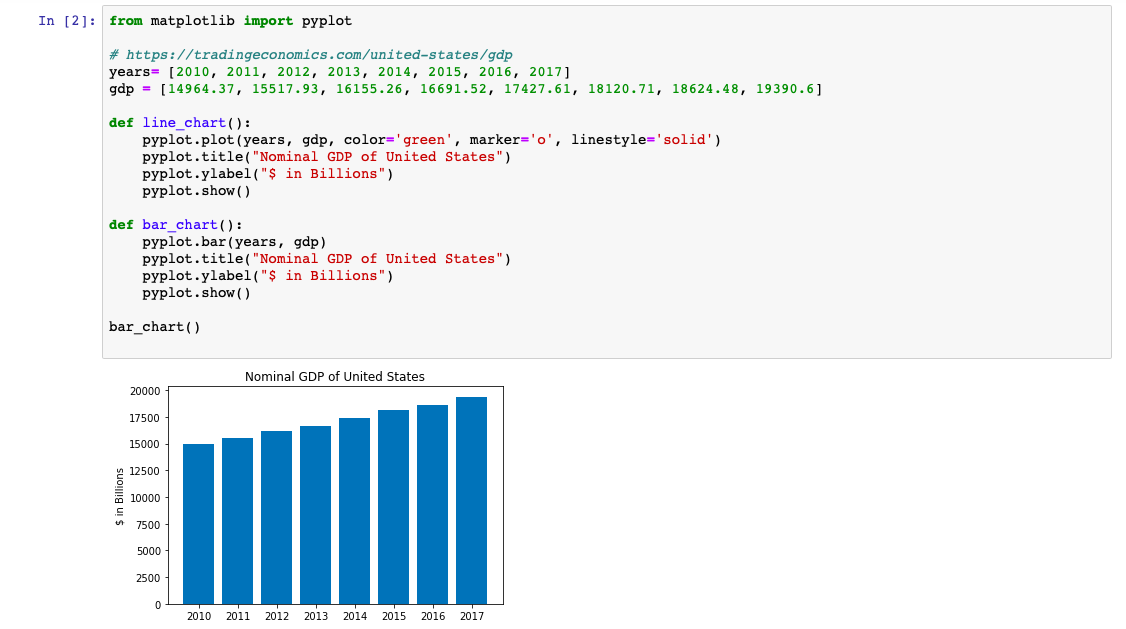 In [2]: from matplotlib import pyplot
# https://tradingeconomics.com/united-states/gdp
years= [2010, 2011, 2012, 2013, 2014, 2015, 2016, 2017]
gdp = [14964.37, 15517.93, 16155.26, 16691.52, 17427.61, 18120.71, 18624.48, 19390.6]
def line_chart():
    pyplot.plot(years, gdp, color='green', marker='o', linestyle='solid')
    pyplot.title("Nominal GDP of United States")
    pyplot.ylabel("$ in Billions")
    pyplot.show()
def bar_chart():
    pyplot.bar(years, gdp)
    pyplot.title("Nominal GDP of United States")
    pyplot.ylabel("$ in Billions")
    pyplot.show()
bar_chart()
Nominal GDP of United States
$ in Billions
20000
17500
15000
12500
10000
7500
5000
2500
0
2010 2011 2012 2013 2014 2015 2016 2017